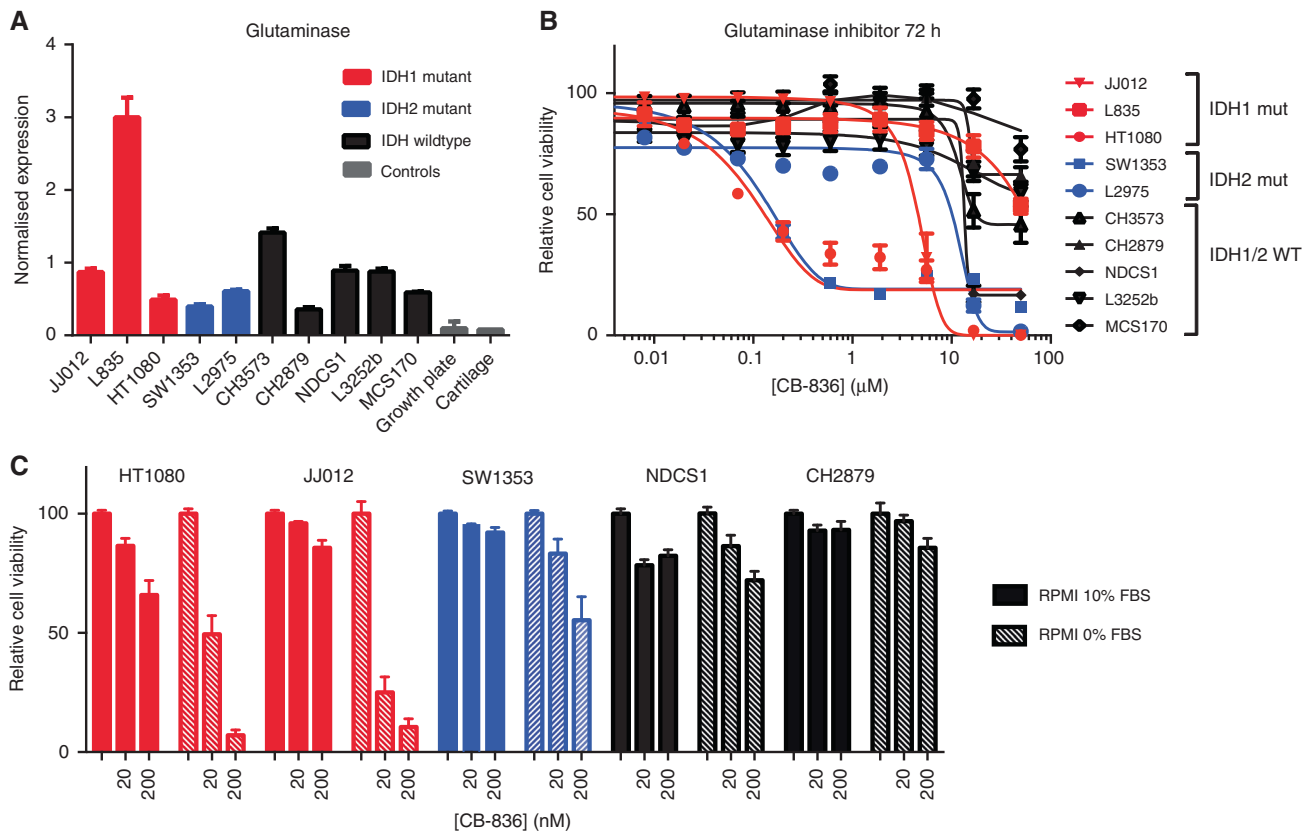 A
Glutaminase
Normalised expression
4
3
2
1
0
IDH1 mutant
IDH2 mutant
IDH wildtype
Controls
JJ012
L835
HT1080
SW1353
L2975
CH3573
CH2879
NDCS1
L3252b
MCS170
Growth plate
Cartilage
B
Glutaminase inhibitor 72 h
Relative cell viability
100
50
0
0.01
0.1
1
10
100
[CB-836] (μM)
JJ012
L835
HT1080
SW1353
L2975
CH3573
CH2879
NDCS1
L3252b
MCS170
IDH1 mut
IDH2 mut
IDH1/2 WT
C
HT1080
JJ012
SW1353
NDCS1
CH2879
Relative cell viability
100
50
0
20
200
20
200
20
200
20
200
20
200
20
200
20
200
20
200
20
200
20
200
[CB-836] (nM)
RPMI 10% FBS
RPMI 0% FBS